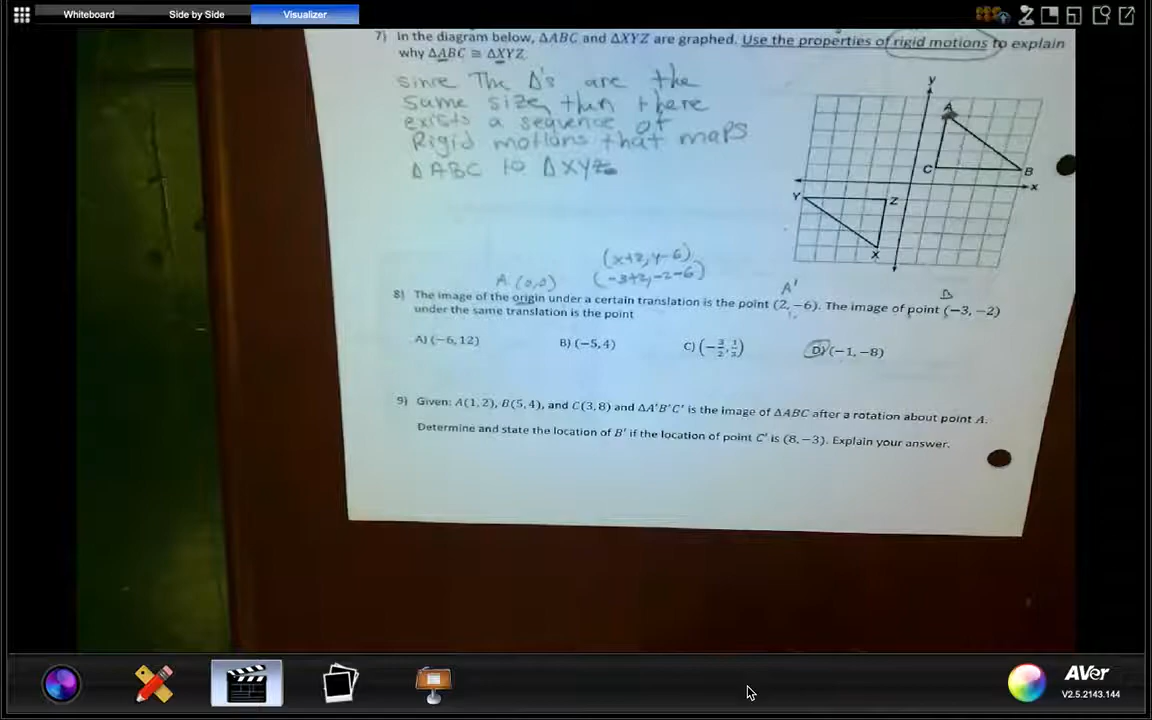 Whiteboard Side by Side Visualizer
7) In the diagram below, ΔABC and ΔXYZ are graphed. Use the properties of rigid motions to explain
why ΔABC ≅ ΔXYZ.
since The Δ's are the
same size, then there
exists a sequence of
Rigid motions that maps
ΔABC to ΔXYZ
y
A
C
B
x
Y
Z
X
(x+2, y-6)
A (0,0) (-3+2, -2-6)
A' B
8) The image of the origin under a certain translation is the point (2, −6). The image of point (−3, −2)
under the same translation is the point
A) (−6, 12) B) (−5, 4) C) (−3/2, 1/3) D) (−1, −8)
9) Given: A(1, 2), B(5, 4), and C(3, 8) and ΔA'B'C' is the image of ΔABC after a rotation about point A.
Determine and state the location of B' if the location of point C' is (8, −3). Explain your answer.
AVer
V2.5.2143.144